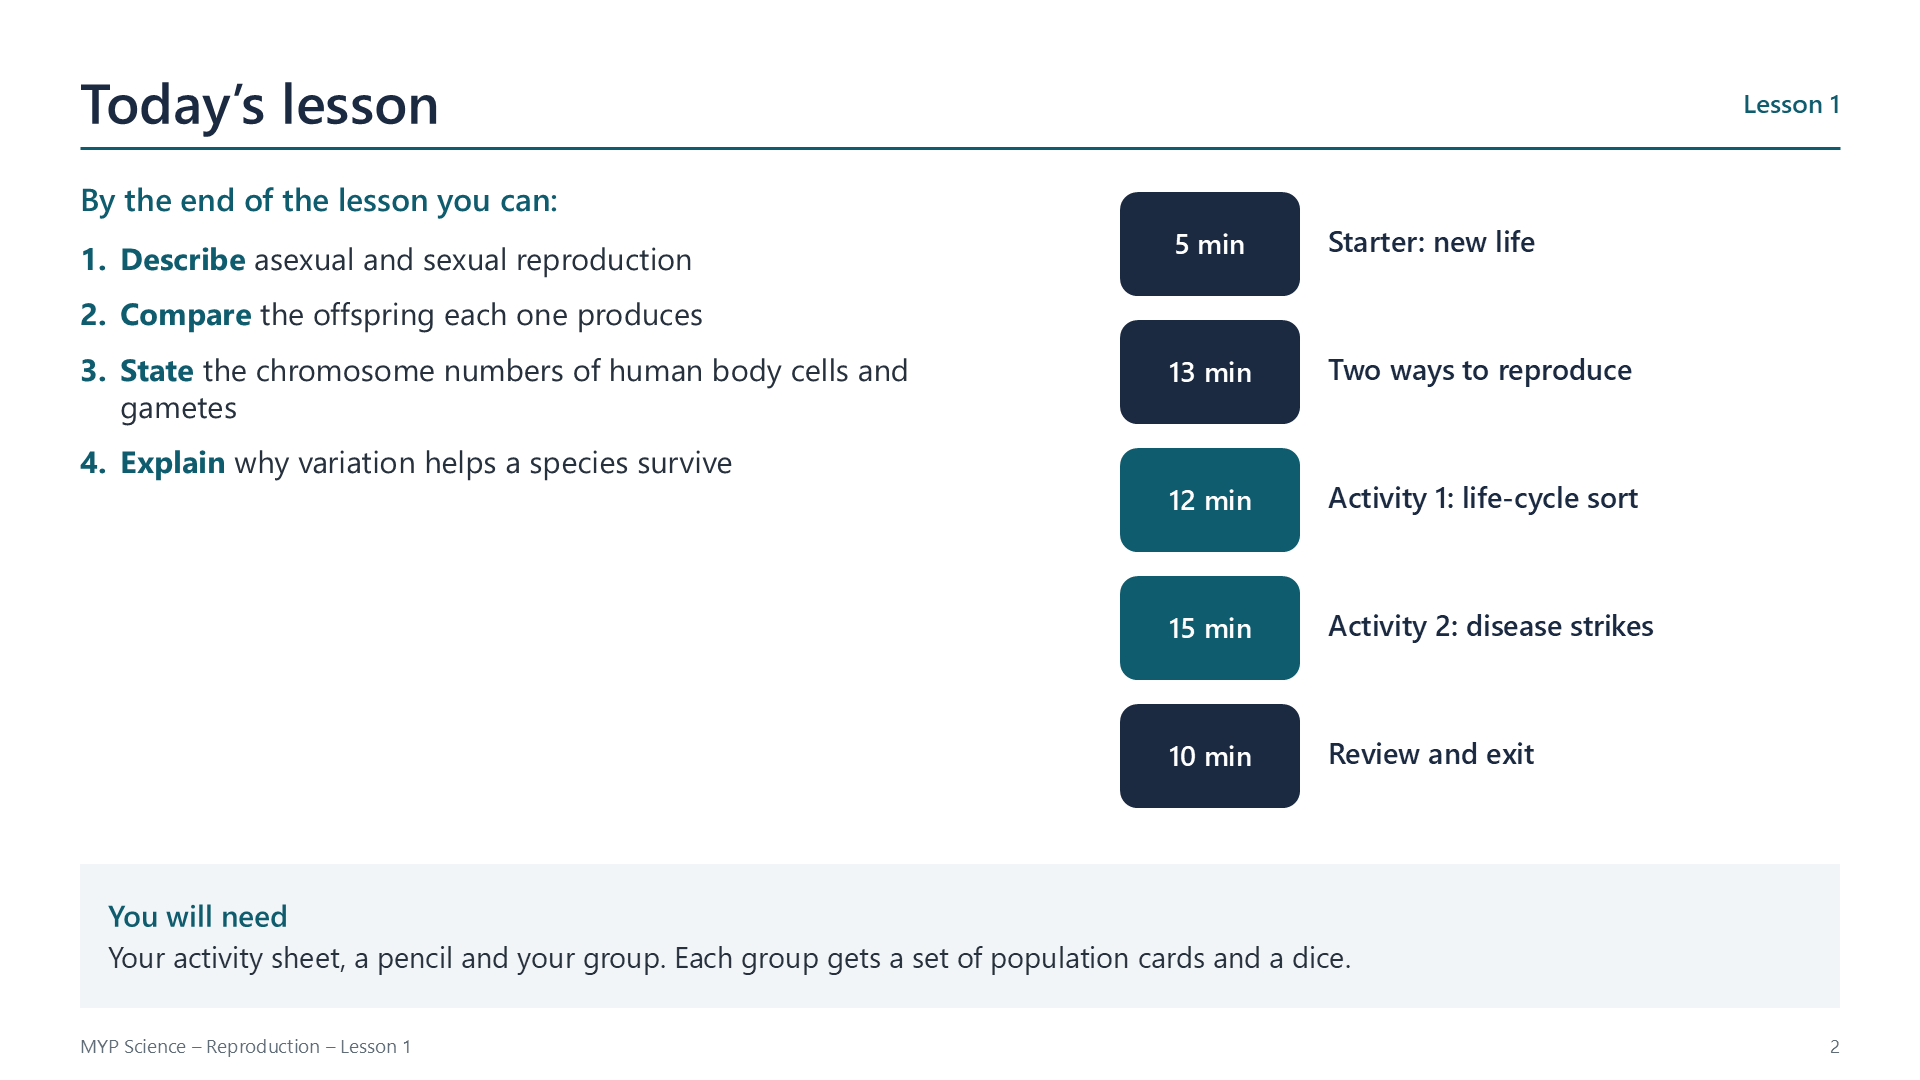 Today’s lesson
Lesson 1
By the end of the lesson you can:
1. Describe asexual and sexual reproduction
2. Compare the offspring each one produces
3. State the chromosome numbers of human body cells and
gametes
4. Explain why variation helps a species survive
5 min
Starter: new life
13 min
Two ways to reproduce
12 min
Activity 1: life-cycle sort
15 min
Activity 2: disease strikes
10 min
Review and exit
You will need
Your activity sheet, a pencil and your group. Each group gets a set of population cards and a dice.
MYP Science – Reproduction – Lesson 1
2